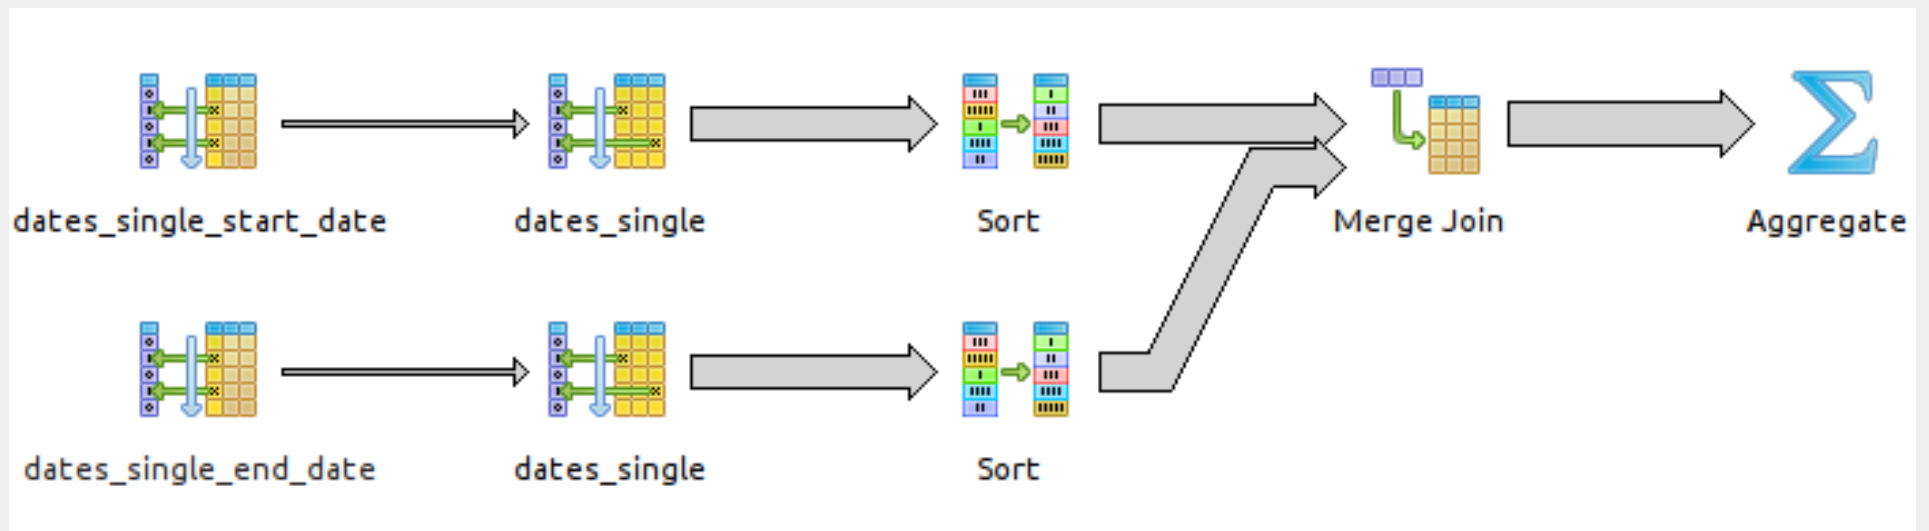 dates_single_start_date
dates_single
Sort
Merge Join
Aggregate
dates_single_end_date
dates_single
Sort